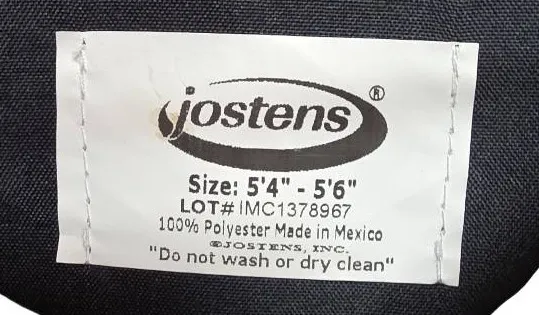 jostens®
Size: 5'4" - 5'6"
LOT# IMC1378967
100% Polyester Made in Mexico
©JOSTENS, INC.
"Do not wash or dry clean"